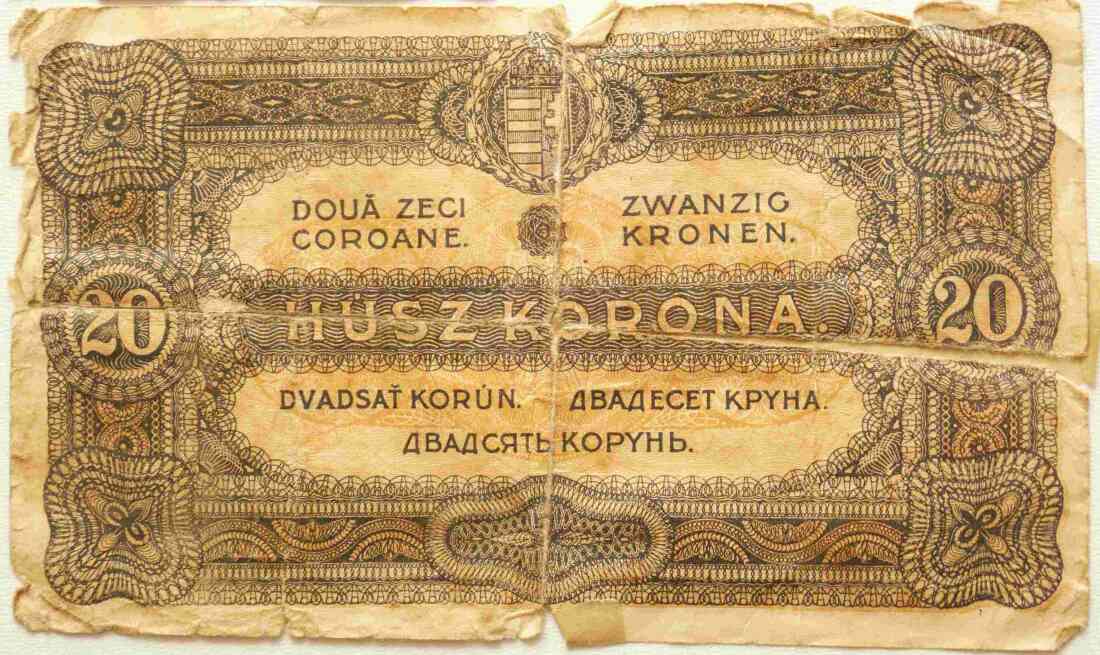 DOUĂ ZECI
COROANE.
ZWANZIG
KRONEN.
20
HÚSZ KORONA.
20
DVADSAŤ KORÚN. ДВАДЕСЕТ КРУНА.
ДВАДСЯТЬ КОРУНЬ.